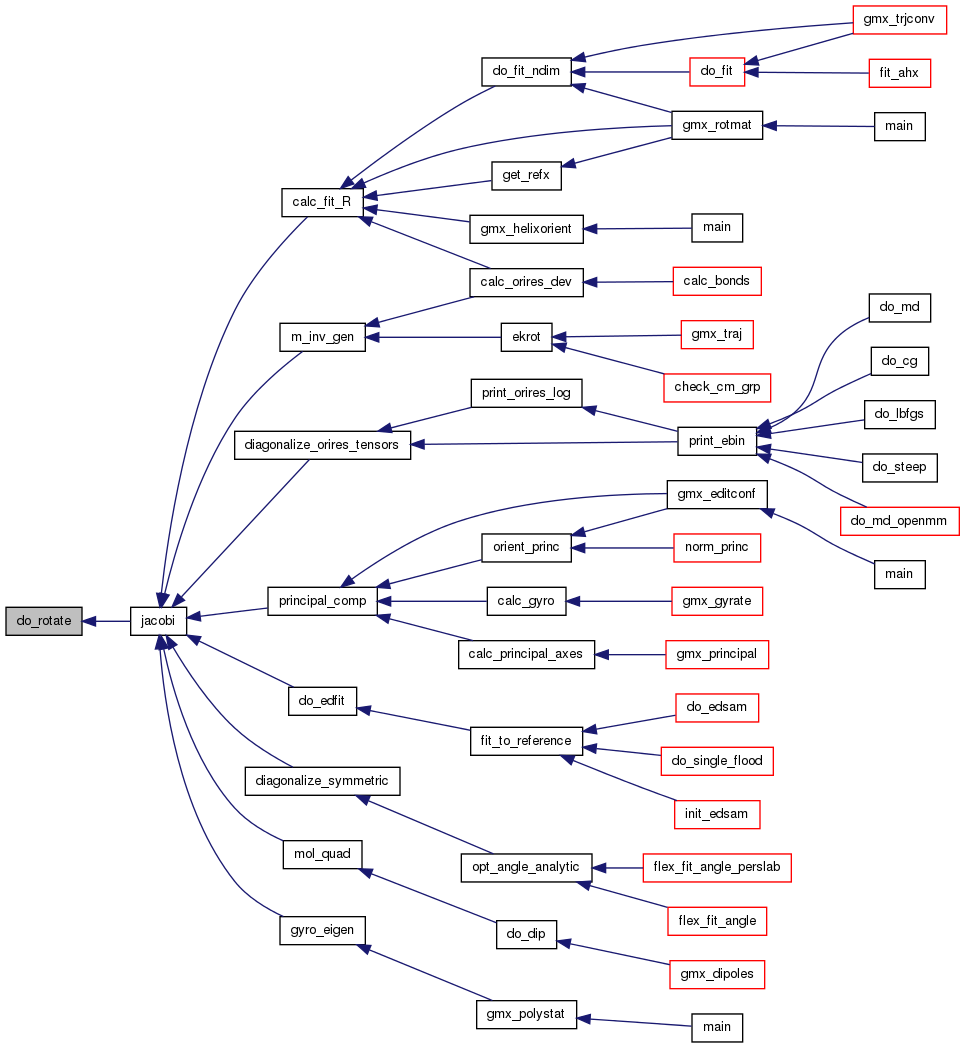 gmx_trjconv
do_fit_ndim
do_fit
fit_ahx
gmx_rotmat
main
get_refx
calc_fit_R
gmx_helixorient
main
calc_orires_dev
calc_bonds
do_md
m_inv_gen
ekrot
gmx_traj
do_cg
check_cm_grp
print_orires_log
do_lbfgs
diagonalize_orires_tensors
print_ebin
do_steep
gmx_editconf
do_md_openmm
orient_princ
norm_princ
main
principal_comp
calc_gyro
gmx_gyrate
do_rotate
jacobi
calc_principal_axes
gmx_principal
do_edfit
do_edsam
fit_to_reference
do_single_flood
diagonalize_symmetric
init_edsam
mol_quad
opt_angle_analytic
flex_fit_angle_perslab
flex_fit_angle
gyro_eigen
do_dip
gmx_dipoles
gmx_polystat
main